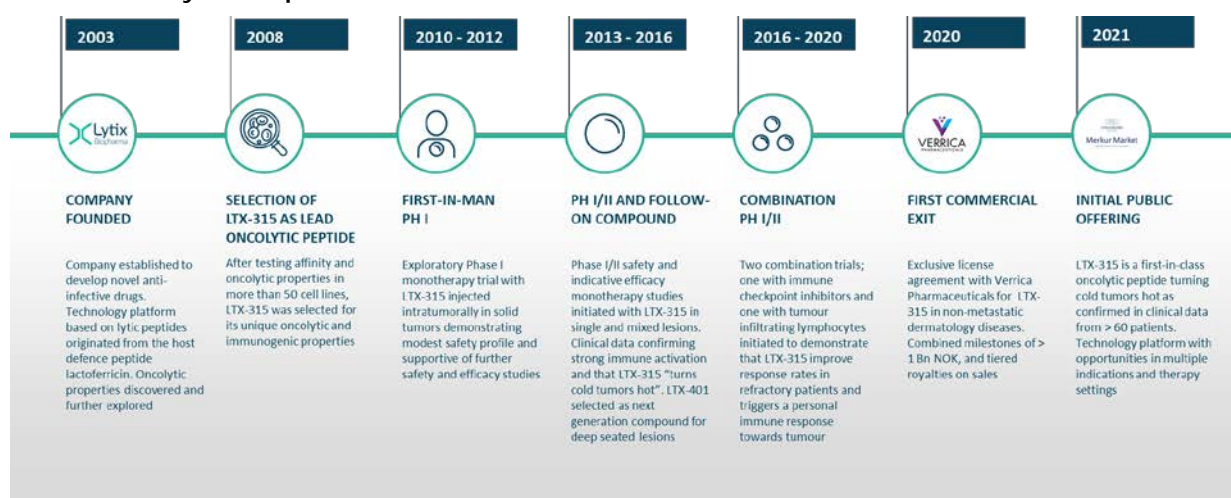 2003
Lytix
Biopharma
COMPANY
FOUNDED
Company established to
develop novel anti-
infective drugs.
Technology platform
based on lytic peptides
originated from the host
defence peptide
lactoferricin. Oncolytic
properties discovered and
further explored
2008
SELECTION OF
LTX-315 AS LEAD
ONCOLYTIC PEPTIDE
After testing affinity and
oncolytic properties in
more than 50 cell lines,
LTX-315 was selected for
its unique oncolytic and
immunogenic properties
2010 - 2012
FIRST-IN-MAN
PH I
Exploratory Phase I
monotherapy trial with
LTX-315 injected
intratumorally in solid
tumors demonstrating
modest safety profile and
supportive of further
safety and efficacy studies
2013 - 2016
PH I/II AND FOLLOW-
ON COMPOUND
Phase I/II safety and
indicative efficacy
monotherapy studies
initiated with LTX-315 in
single and mixed lesions.
Clinical data confirming
strong immune activation
and that LTX-315 “turns
cold tumors hot”. LTX-401
selected as next
generation compound for
deep seated lesions
2016 - 2020
COMBINATION
PH I/II
Two combination trials;
one with immune
checkpoint inhibitors and
one with tumour
infiltrating lymphocytes
initiated to demonstrate
that LTX-315 improve
response rates in
refractory patients and
triggers a personal
immune response
towards tumour
2020
VERRICA
PHARMACEUTICALS
FIRST COMMERCIAL
EXIT
Exclusive license
agreement with Verrica
Pharmaceuticals for LTX-
315 in non-metastatic
dermatology diseases.
Combined milestones of >
1 Bn NOK, and tiered
royalties on sales
2021
Merkur Market
INITIAL PUBLIC
OFFERING
LTX-315 is a first-in-class
oncolytic peptide turning
cold tumors hot as
confirmed in clinical data
from > 60 patients.
Technology platform with
opportunities in multiple
indications and therapy
settings